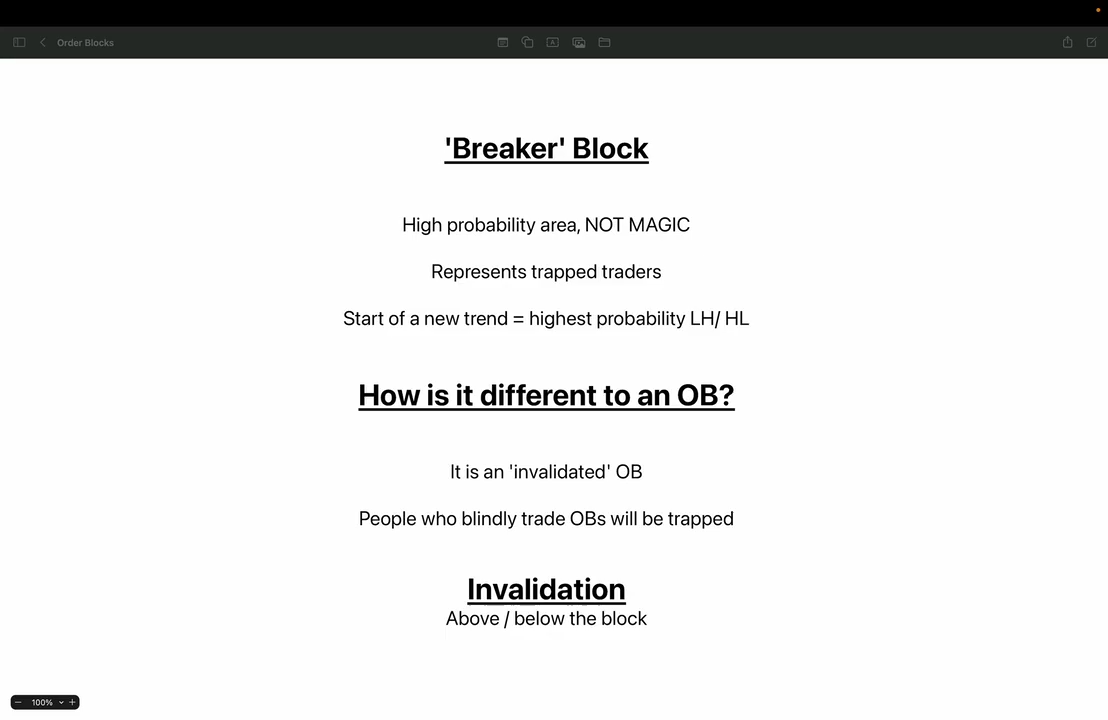 Order Blocks
'Breaker' Block
High probability area, NOT MAGIC
Represents trapped traders
Start of a new trend = highest probability LH/ HL
How is it different to an OB?
It is an 'invalidated' OB
People who blindly trade OBs will be trapped
Invalidation
Above / below the block
100%